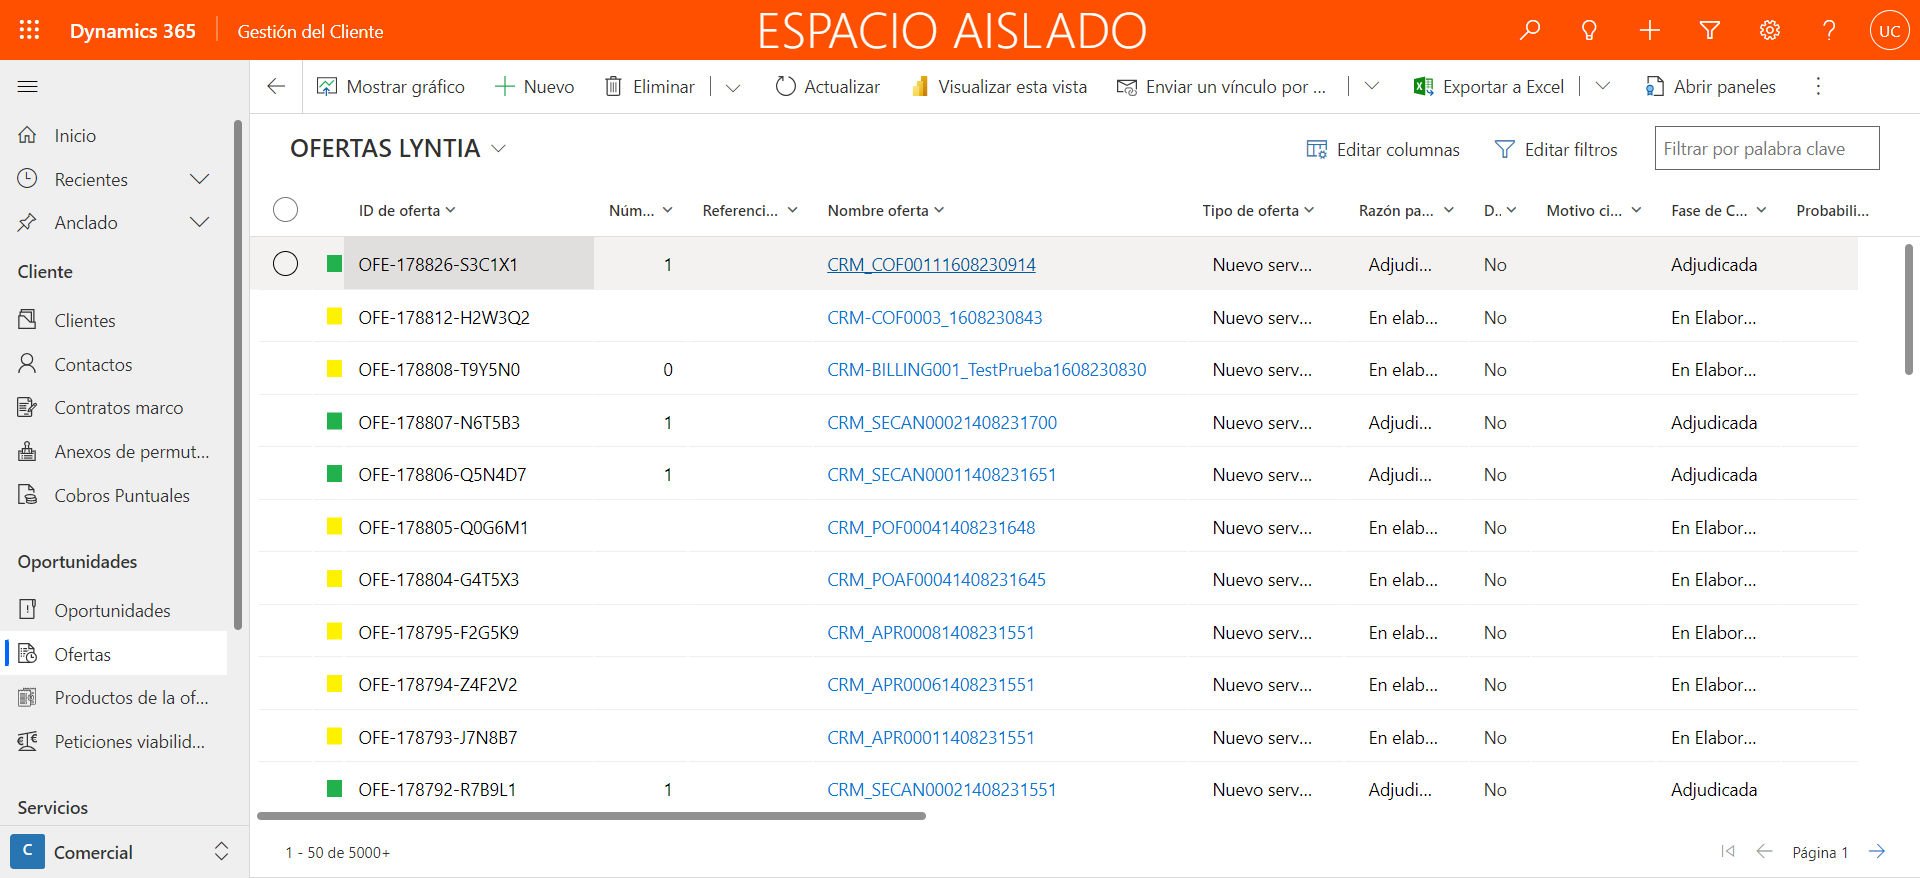 Dynamics 365 Gestión del Cliente ESPACIO AISLADO UC
Mostrar gráfico Nuevo Eliminar Actualizar Visualizar esta vista Enviar un vínculo por ... Exportar a Excel Abrir paneles
Inicio
Recientes
Anclado
Cliente
Clientes
Contactos
Contratos marco
Anexos de permut...
Cobros Puntuales
Oportunidades
Oportunidades
Ofertas
Productos de la of...
Peticiones viabilid...
Servicios
C Comercial
OFERTAS LYNTIA Editar columnas Editar filtros Filtrar por palabra clave
ID de oferta Núm... Referenci... Nombre oferta Tipo de oferta Razón pa... D.. Motivo ci... Fase de C... Probabili...
OFE-178826-S3C1X1 1 CRM_COF00111608230914 Nuevo serv... Adjudi... No Adjudicada
OFE-178812-H2W3Q2 CRM-COF0003_1608230843 Nuevo serv... En elab... No En Elabor...
OFE-178808-T9Y5N0 0 CRM-BILLING001_TestPrueba1608230830 Nuevo serv... En elab... No En Elabor...
OFE-178807-N6T5B3 1 CRM_SECAN00021408231700 Nuevo serv... Adjudi... No Adjudicada
OFE-178806-Q5N4D7 1 CRM_SECAN00011408231651 Nuevo serv... Adjudi... No Adjudicada
OFE-178805-Q0G6M1 CRM_POF00041408231648 Nuevo serv... En elab... No En Elabor...
OFE-178804-G4T5X3 CRM_POAF00041408231645 Nuevo serv... En elab... No En Elabor...
OFE-178795-F2G5K9 CRM_APR00081408231551 Nuevo serv... En elab... No En Elabor...
OFE-178794-Z4F2V2 CRM_APR00061408231551 Nuevo serv... En elab... No En Elabor...
OFE-178793-J7N8B7 CRM_APR00011408231551 Nuevo serv... En elab... No En Elabor...
OFE-178792-R7B9L1 1 CRM_SECAN00021408231551 Nuevo serv... Adjudi... No Adjudicada
1 - 50 de 5000+ Página 1